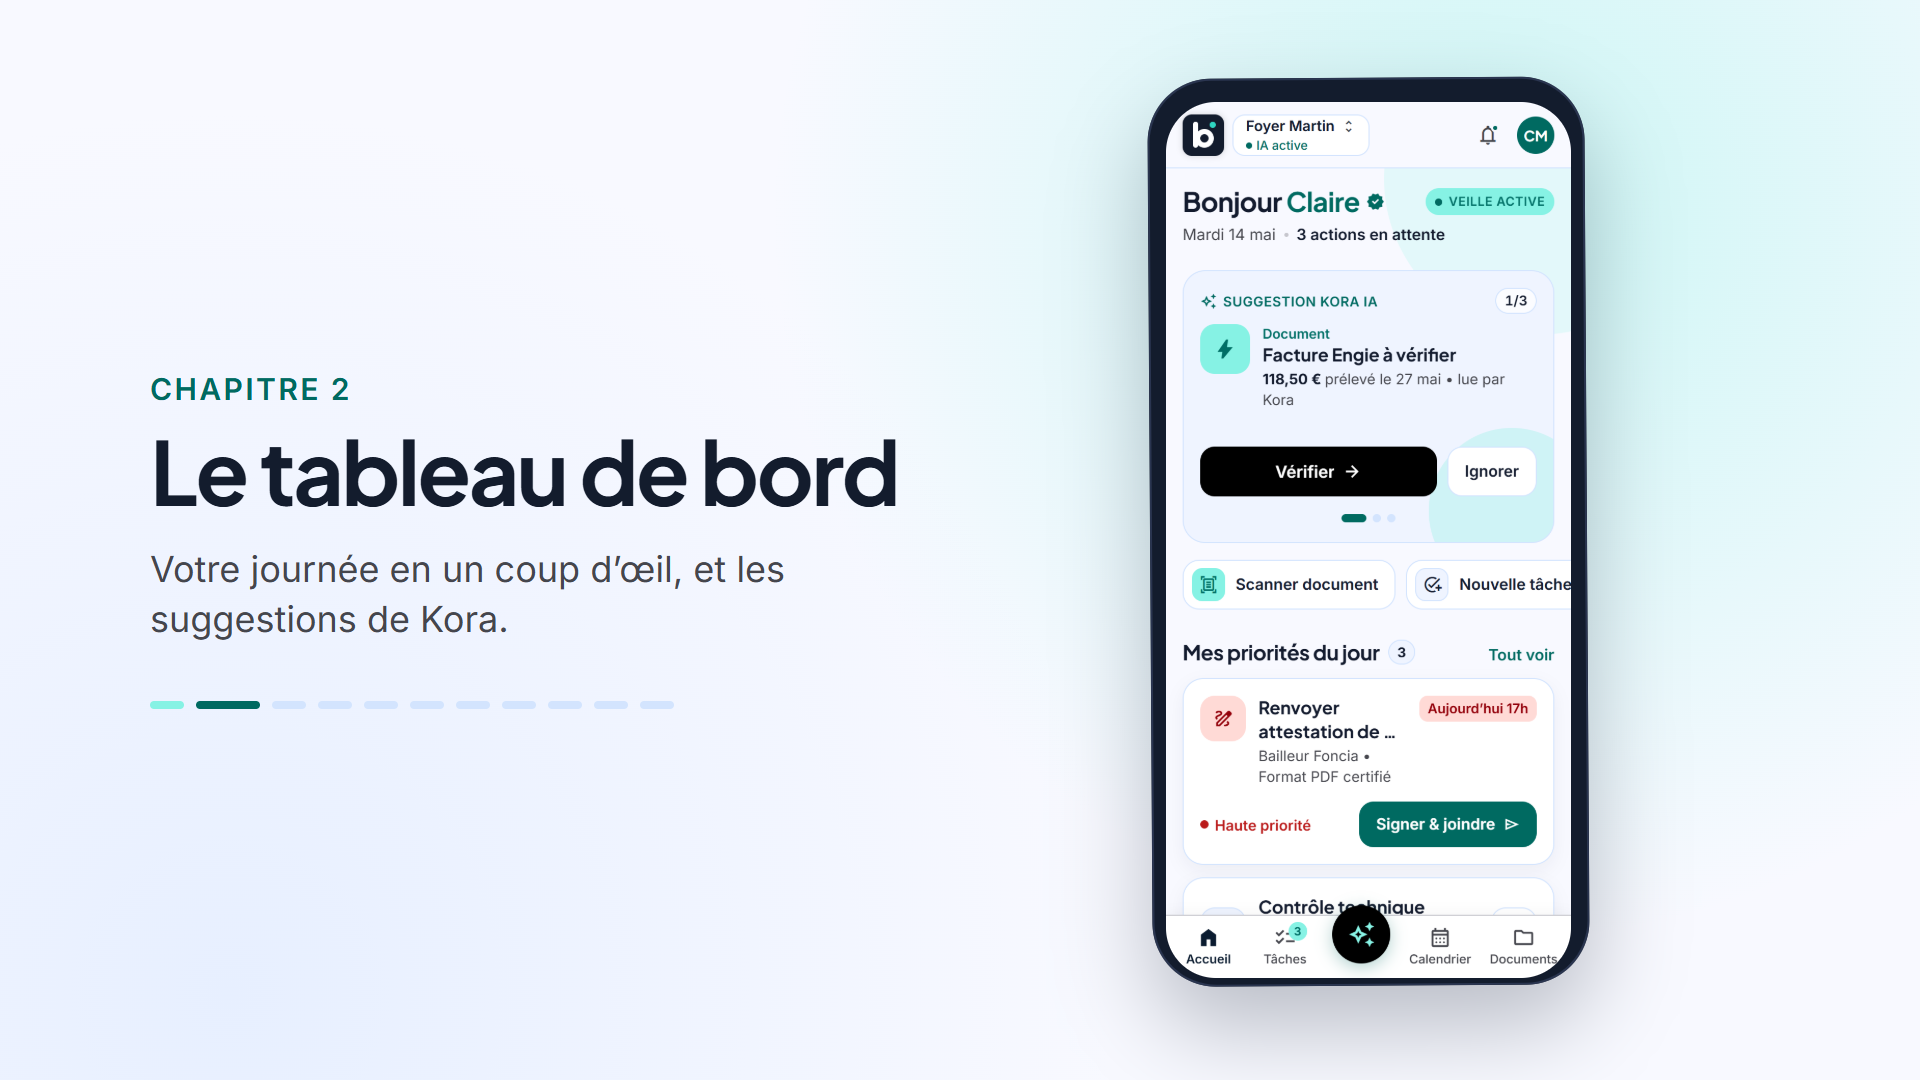 CHAPITRE 2
Le tableau de bord
Votre journée en un coup d’œil, et les
suggestions de Kora.
b
Foyer Martin
IA active
CM
Bonjour Claire
VEILLE ACTIVE
Mardi 14 mai • 3 actions en attente
SUGGESTION KORA IA
1/3
Document
Facture Engie à vérifier
118,50 € prélevé le 27 mai • lue par
Kora
Vérifier
Ignorer
Scanner document
Nouvelle tâche
Mes priorités du jour
3
Tout voir
Renvoyer
attestation de ...
Aujourd’hui 17h
Bailleur Foncia •
Format PDF certifié
Haute priorité
Signer & joindre
Contrôle technique
3
Accueil
Tâches
Calendrier
Documents